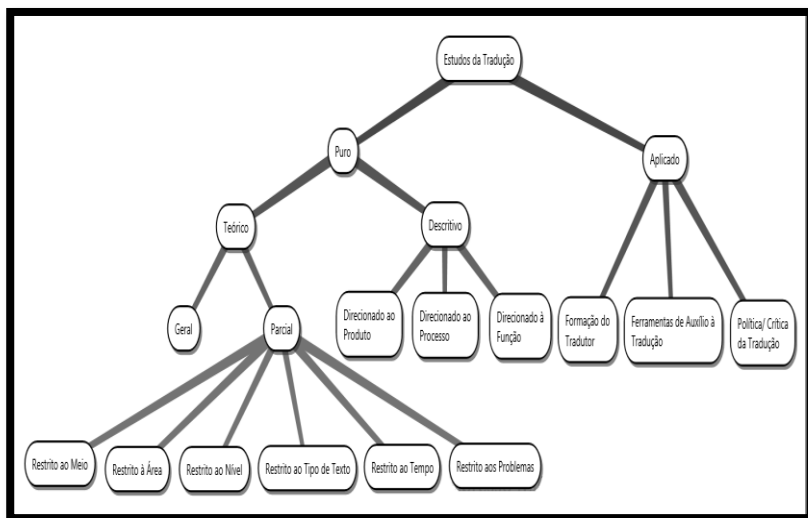 Estudos da Tradução
Puro
Aplicado
Teórico
Descritivo
Geral
Parcial
Direcionado ao
Produto
Direcionado ao
Processo
Direcionado à
Função
Formação do
Tradutor
Ferramentas de Auxílio à
Tradução
Política/ Crítica
da Tradução
Restrito ao Meio
Restrito à Área
Restrito ao Nível
Restrito ao Tipo de Texto
Restrito ao Tempo
Restrito aos Problemas